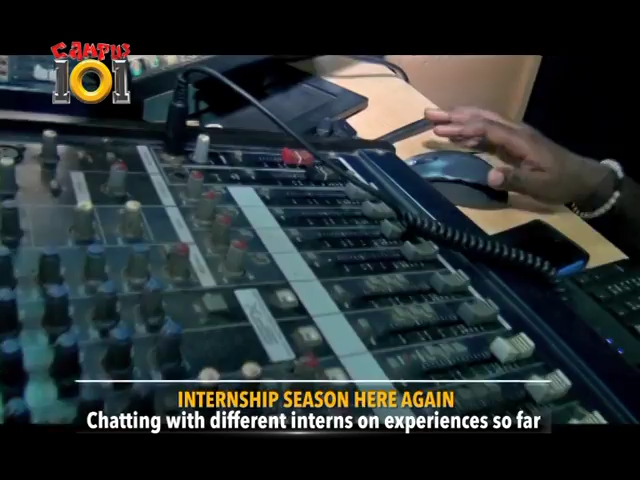 CAMPUS
101
INTERNSHIP SEASON HERE AGAIN
Chatting with different interns on experiences so far